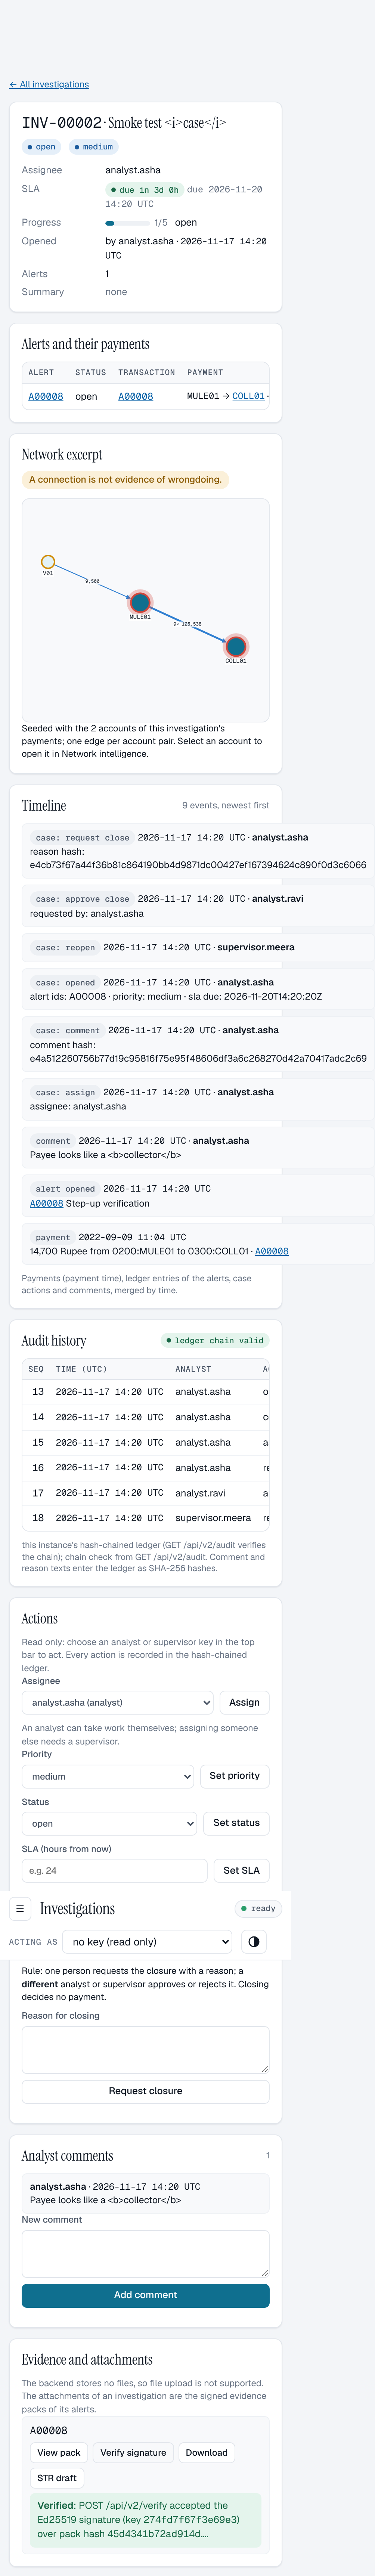 ← All investigations
INV-00002 · Smoke test <i>case</i>
open
medium
Assignee analyst.asha
SLA due in 3d 0h due 2026-11-20
14:20 UTC
Progress 1/5 open
Opened by analyst.asha · 2026-11-17 14:20
UTC
Alerts 1
Summary none
Alerts and their payments
ALERT STATUS TRANSACTION PAYMENT
A00008 open A00008 MULE01 → COLL01 ·
Network excerpt
A connection is not evidence of wrongdoing.
V01
9,500
MULE01
9× 125,538
COLL01
Seeded with the 2 accounts of this investigation's
payments; one edge per account pair. Select an account to
open it in Network intelligence.
Timeline 9 events, newest first
case: request close 2026-11-17 14:20 UTC · analyst.asha
reason hash:
e4cb73f67a44f36b81c864190bb4d9871dc00427ef167394624c890f0d3c6066
case: approve close 2026-11-17 14:20 UTC · analyst.ravi
requested by: analyst.asha
case: reopen 2026-11-17 14:20 UTC · supervisor.meera
case: opened 2026-11-17 14:20 UTC · analyst.asha
alert ids: A00008 · priority: medium · sla due: 2026-11-20T14:20:20Z
case: comment 2026-11-17 14:20 UTC · analyst.asha
comment hash:
e4a512260756b77d19c95816f75e95f48606df3a6c268270d42a70417adc2c69
case: assign 2026-11-17 14:20 UTC · analyst.asha
assignee: analyst.asha
comment 2026-11-17 14:20 UTC · analyst.asha
Payee looks like a <b>collector</b>
alert opened 2026-11-17 14:20 UTC
A00008 Step-up verification
payment 2022-09-09 11:04 UTC
14,700 Rupee from 0200:MULE01 to 0300:COLL01 · A00008
Payments (payment time), ledger entries of the alerts, case
actions and comments, merged by time.
Audit history ledger chain valid
SEQ TIME (UTC) ANALYST
13 2026-11-17 14:20 UTC analyst.asha
14 2026-11-17 14:20 UTC analyst.asha
15 2026-11-17 14:20 UTC analyst.asha
16 2026-11-17 14:20 UTC analyst.asha
17 2026-11-17 14:20 UTC analyst.ravi
18 2026-11-17 14:20 UTC supervisor.meera
this instance's hash-chained ledger (GET /api/v2/audit verifies
the chain); chain check from GET /api/v2/audit. Comment and
reason texts enter the ledger as SHA-256 hashes.
Actions
Read only: choose an analyst or supervisor key in the top
bar to act. Every action is recorded in the hash-chained
ledger.
Assignee
analyst.asha (analyst) Assign
An analyst can take work themselves; assigning someone
else needs a supervisor.
Priority
medium Set priority
Status
open Set status
SLA (hours from now)
e.g. 24 Set SLA
☰ Investigations ready
ACTING AS no key (read only)
Rule: one person requests the closure with a reason; a
different analyst or supervisor approves or rejects it. Closing
decides no payment.
Reason for closing
Request closure
Analyst comments 1
analyst.asha · 2026-11-17 14:20 UTC
Payee looks like a <b>collector</b>
New comment
Add comment
Evidence and attachments
The backend stores no files, so file upload is not supported.
The attachments of an investigation are the signed evidence
packs of its alerts.
A00008
View pack Verify signature Download
STR draft
Verified: POST /api/v2/verify accepted the
Ed25519 signature (key 274fd7f67f3e69e3)
over pack hash 45d4341b72ad914d…